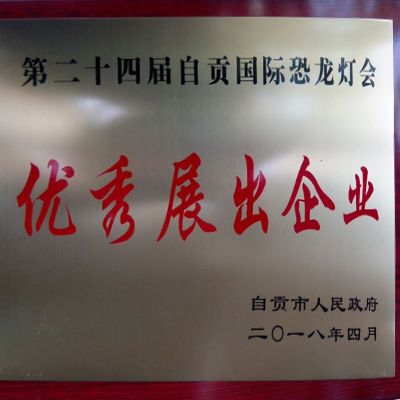 第二十四届自贡国际恐龙灯会
优秀展出企业
自贡市人民政府
二〇一八年四月